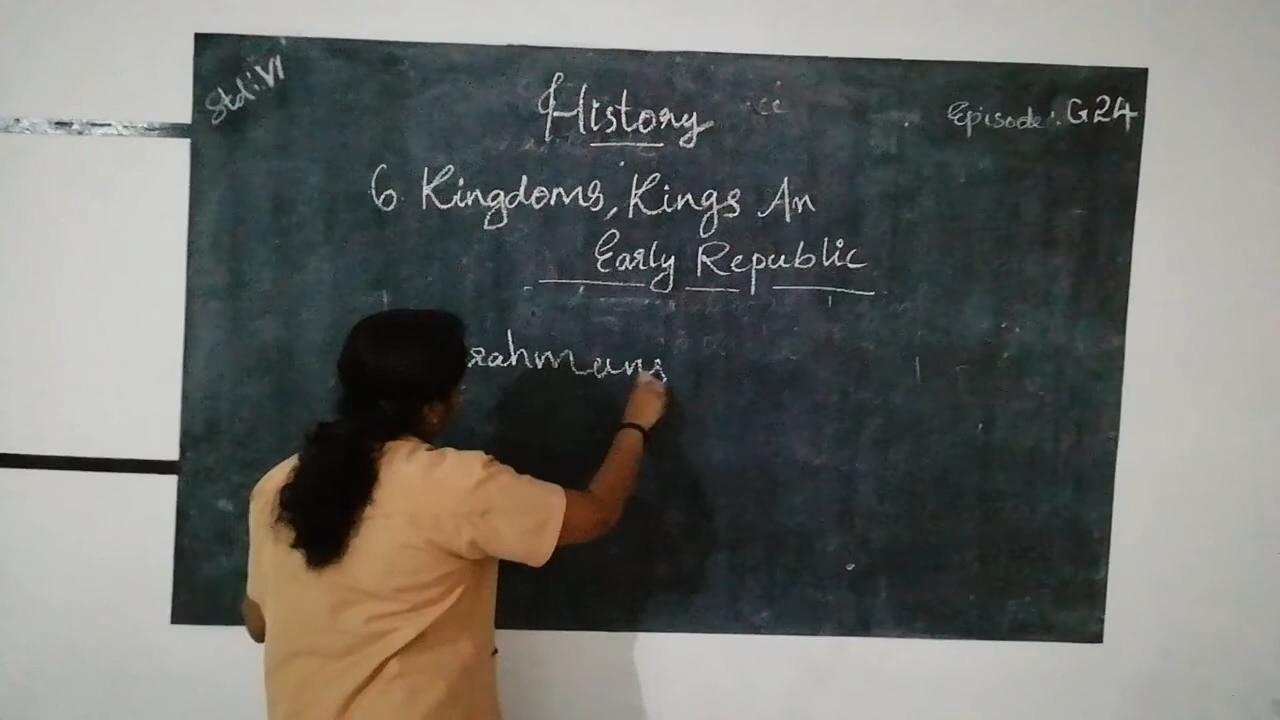 Std: VI
History
Episode: G24
6 Kingdoms, Kings An
Early Republic
rahmans